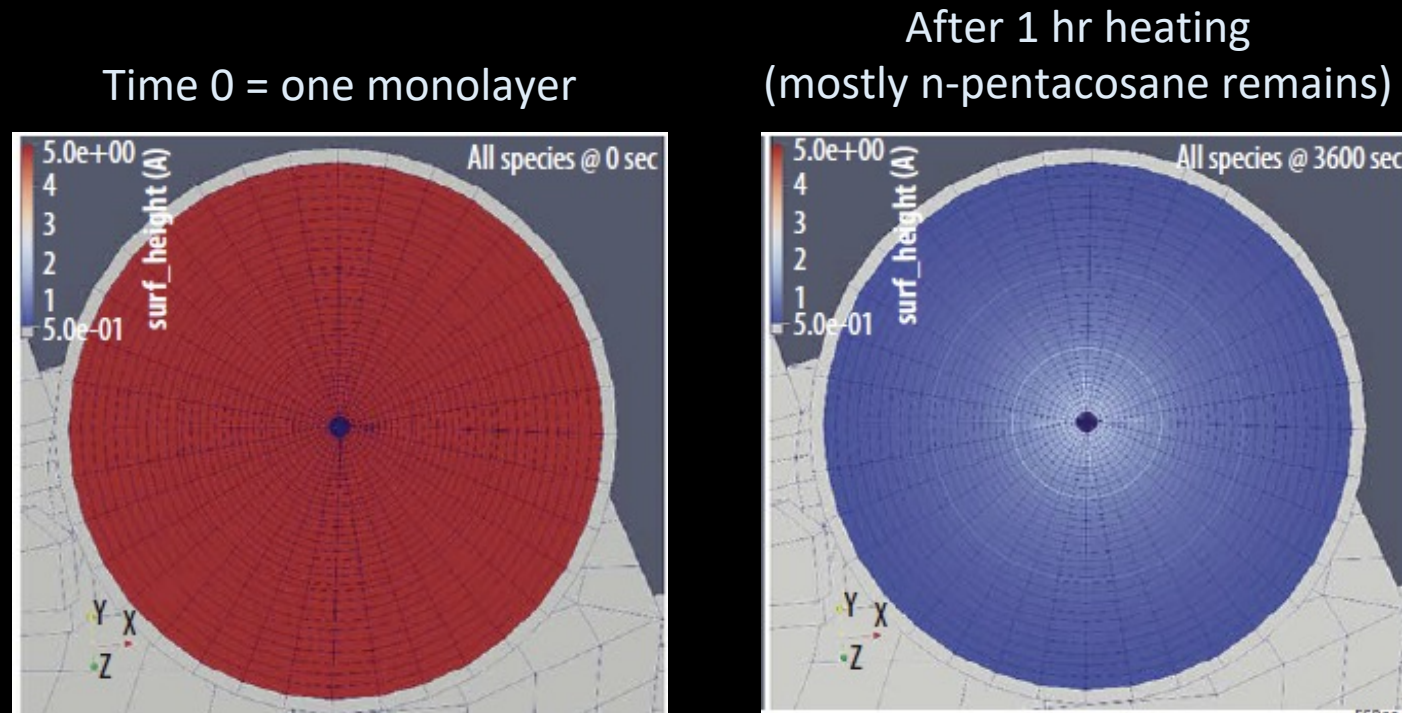 Time 0 = one monolayer
After 1 hr heating
(mostly n-pentacosane remains)
5.0e+00
4
3
2
1
5.0e-01
surf_height (A)
All species @ 0 sec
Y
X
Z
5.0e+00
4
3
2
1
5.0e-01
surf_height (A)
All species @ 3600 sec
Y
X
Z